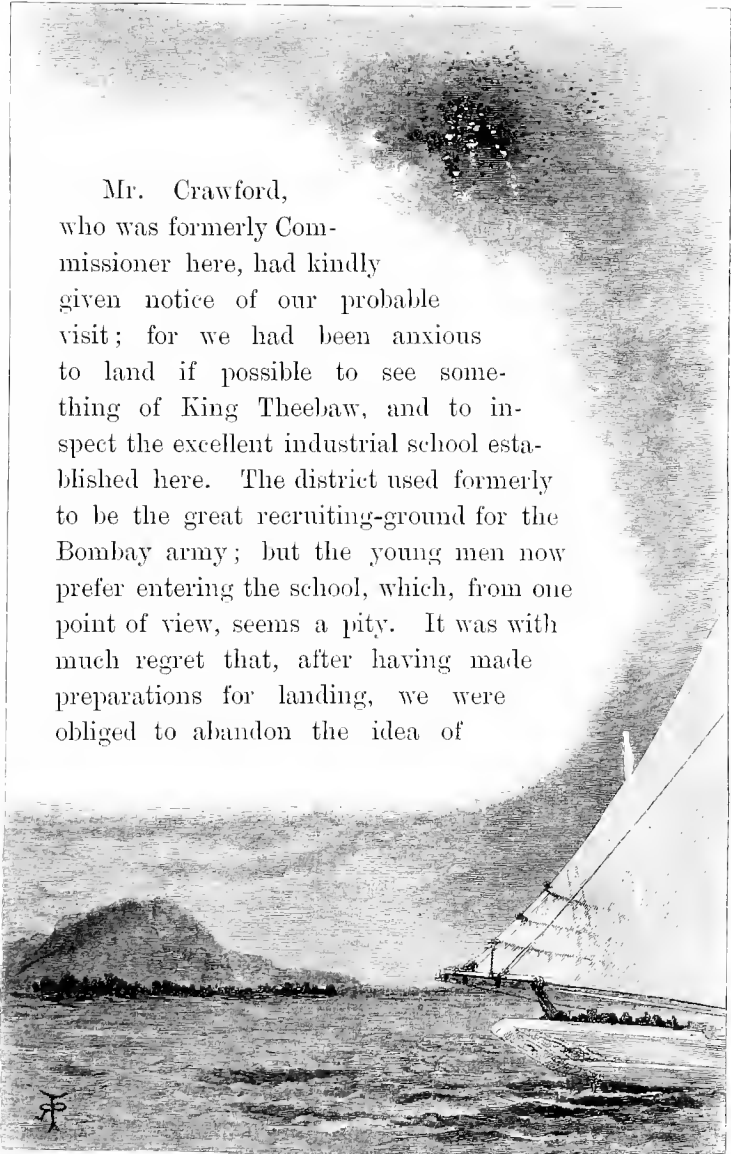 Mr. Crawford,
who was formerly Com-
missioner here, had kindly
given notice of our probable
visit; for we had been anxious
to land if possible to see some-
thing of King Theebaw, and to in-
spect the excellent industrial school esta-
blished here. The district used formerly
to be the great recruiting-ground for the
Bombay army; but the young men now
prefer entering the school, which, from one
point of view, seems a pity. It was with
much regret that, after having made
preparations for landing, we were
obliged to abandon the idea of